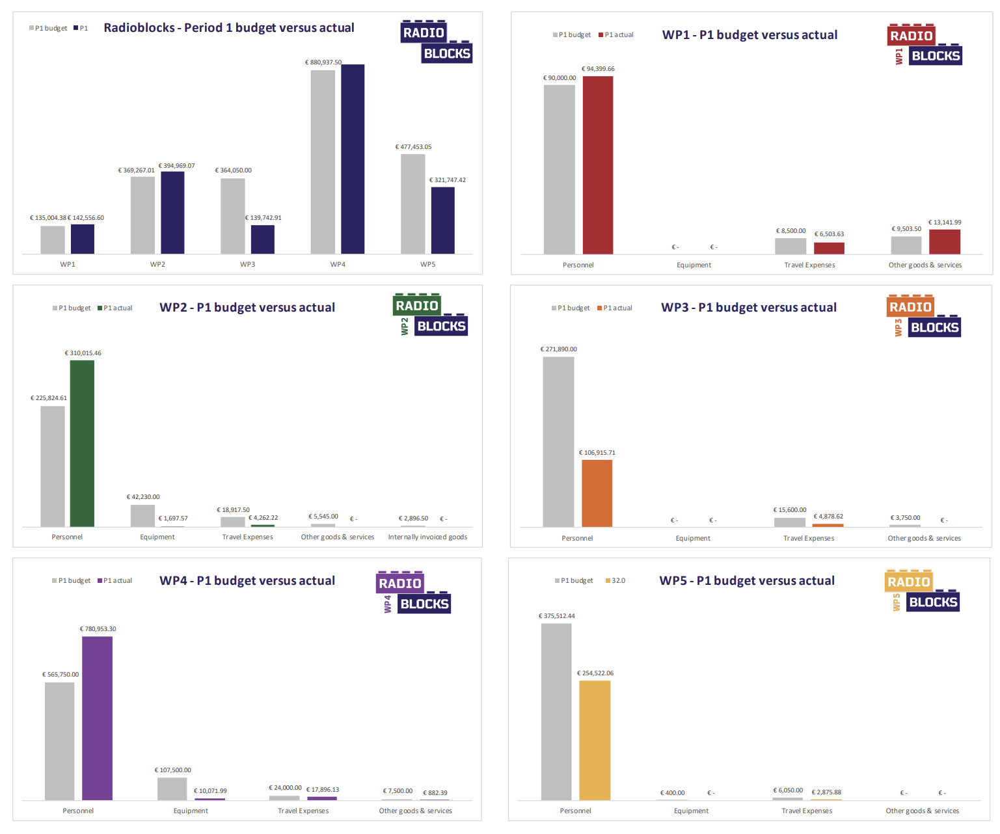 P1 budget P1
Radioblocks - Period 1 budget versus actual
RADIO
BLOCKS
€ 880,937.50
€ 477,453.05
€ 369,267.01 € 394,969.07 € 364,050.00
€ 321,747.42
€ 135,004.38 € 142,556.60 € 139,742.91
WP1 WP2 WP3 WP4 WP5
P1 budget P1 actual
WP1 - P1 budget versus actual
RADIO
WP1 BLOCKS
€ 94,399.66
€ 90,000.00
€ 13,141.99
€ 8,500.00 € 6,503.63 € 9,503.50
€ - € -
Personnel Equipment Travel Expenses Other goods & services
P1 budget P1 actual
WP2 - P1 budget versus actual
RADIO
WP2 BLOCKS
€ 310,015.46
€ 225,824.61
€ 42,230.00
€ 18,917.50
€ 1,697.57 € 4,262.22 € 5,545.00 € - € 2,896.50 € -
Personnel Equipment Travel Expenses Other goods & services Internally invoiced goods
P1 budget P1 actual
WP3 - P1 budget versus actual
RADIO
WP3 BLOCKS
€ 271,890.00
€ 106,915.71
€ 15,600.00
€ - € - € 4,878.62 € 3,750.00 € -
Personnel Equipment Travel Expenses Other goods & services
P1 budget P1 actual
WP4 - P1 budget versus actual
RADIO
WP4 BLOCKS
€ 780,953.30
€ 565,750.00
€ 107,500.00
€ 10,071.99 € 24,000.00 € 17,896.13 € 7,500.00 € 882.39
Personnel Equipment Travel Expenses Other goods & services
P1 budget 32.0
WP5 - P1 budget versus actual
RADIO
WP5 BLOCKS
€ 375,512.44
€ 254,522.06
€ 400.00 € - € 6,050.00 € 2,875.88 € - € -
Personnel Equipment Travel Expenses Other goods & services